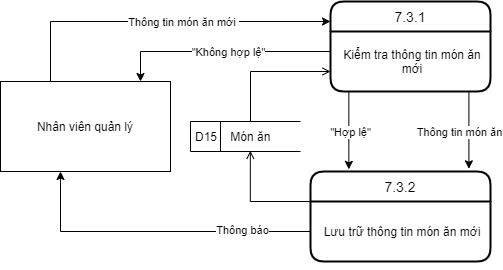 Thông tin món ăn mới
7.3.1
"Không hợp lệ"
Kiểm tra thông tin món ăn
mới
Nhân viên quản lý
D15
Món ăn
"Hợp lệ"
Thông tin món ăn
7.3.2
Thông báo
Lưu trữ thông tin món ăn mới